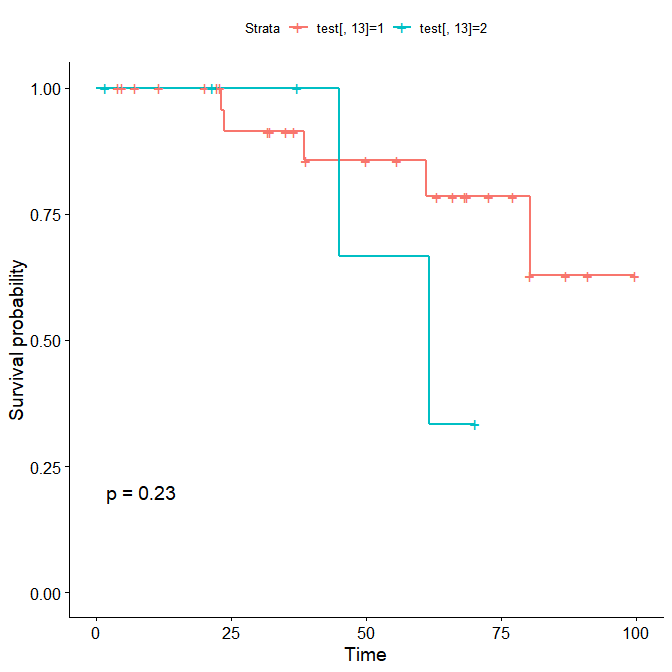 Strata test[, 13]=1 test[, 13]=2
1.00
0.75
0.50
0.25
0.00
Survival probability
p = 0.23
0 25 50 75 100
Time